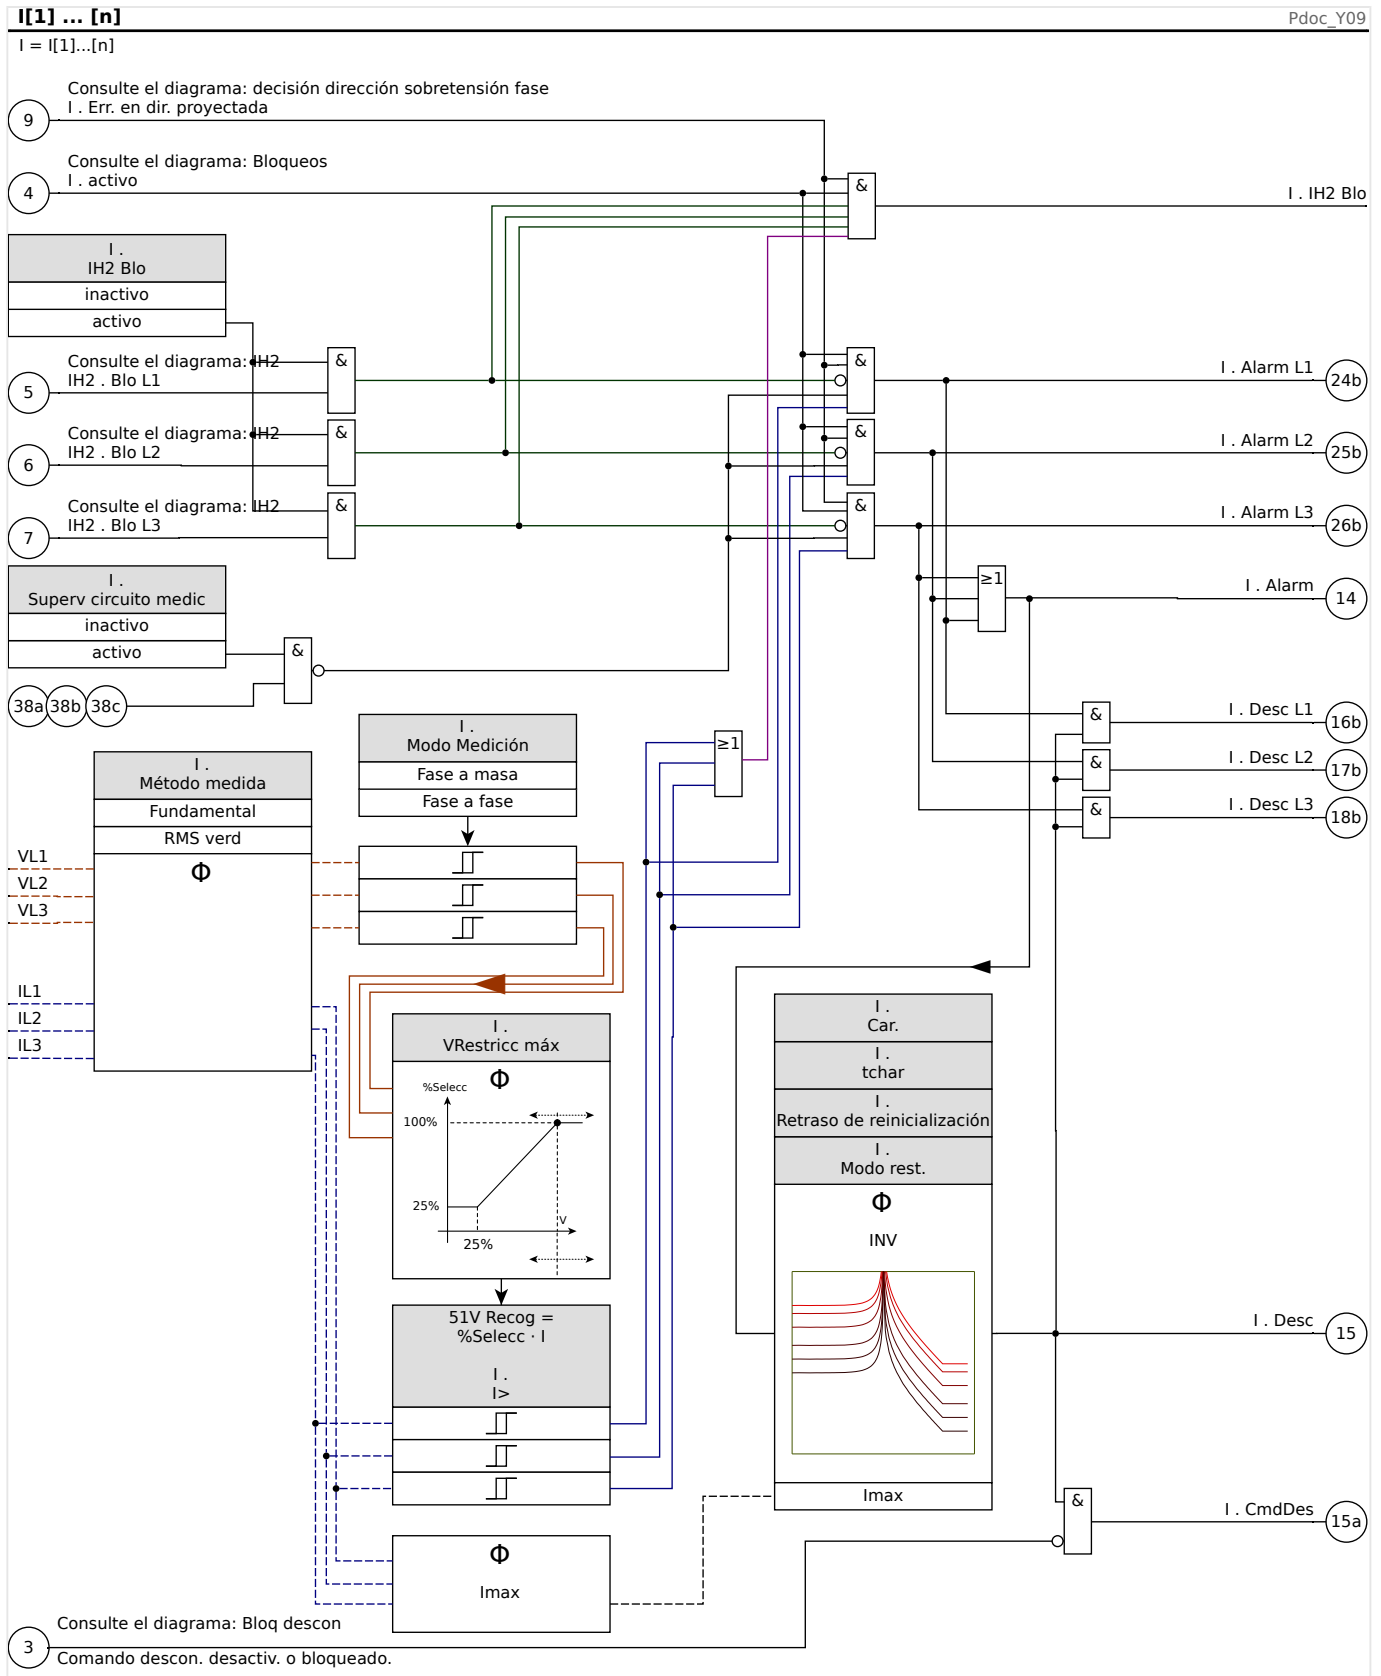 I[1] ... [n]
Pdoc_Y09
I = I[1]...[n]
Consulte el diagrama: decisión dirección sobretensión fase
9
I . Err. en dir. proyectada
Consulte el diagrama: Bloqueos
4
I . activo
&
I . IH2 Blo
I .
IH2 Blo
inactivo
activo
Consulte el diagrama: IH2
5
IH2 . Blo L1
&
&
I . Alarm L1
24b
Consulte el diagrama: IH2
6
IH2 . Blo L2
&
&
I . Alarm L2
25b
Consulte el diagrama: IH2
7
IH2 . Blo L3
&
&
I . Alarm L3
26b
I .
Superv circuito medic
inactivo
activo
&
≥1
I . Alarm
14
38a
38b
38c
&
I . Desc L1
16b
&
I . Desc L2
17b
&
I . Desc L3
18b
I .
Modo Medición
Fase a masa
Fase a fase
≥1
I .
Método medida
Fundamental
RMS verd
Φ
VL1
VL2
VL3
IL1
IL2
IL3
I .
VRestricc máx
Φ
%Selecc
100%
25%
V
25%
51V Recog =
%Selecc · I
I .
I>
Φ
Imax
I .
Car.
I .
tchar
I .
Retraso de reinicialización
I .
Modo rest.
Φ
INV
Imax
I . Desc
15
&
I . CmdDes
15a
Consulte el diagrama: Bloq descon
3
Comando descon. desactiv. o bloqueado.